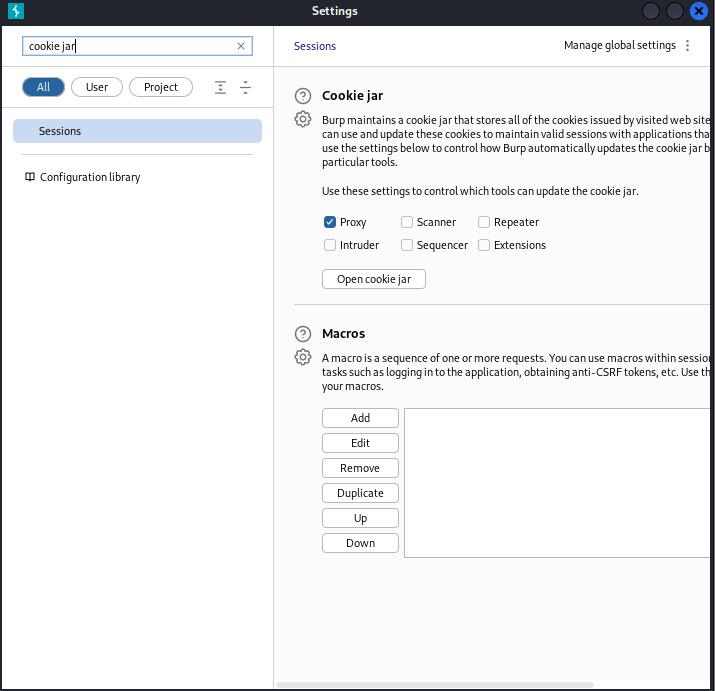 Settings
cookie jar
All User Project
Sessions
Configuration library
Sessions
Manage global settings
Cookie jar
Burp maintains a cookie jar that stores all of the cookies issued by visited web site
can use and update these cookies to maintain valid sessions with applications tha
use the settings below to control how Burp automatically updates the cookie jar b
particular tools.
Use these settings to control which tools can update the cookie jar.
Proxy Scanner Repeater
Intruder Sequencer Extensions
Open cookie jar
Macros
A macro is a sequence of one or more requests. You can use macros within session
tasks such as logging in to the application, obtaining anti-CSRF tokens, etc. Use th
your macros.
Add
Edit
Remove
Duplicate
Up
Down